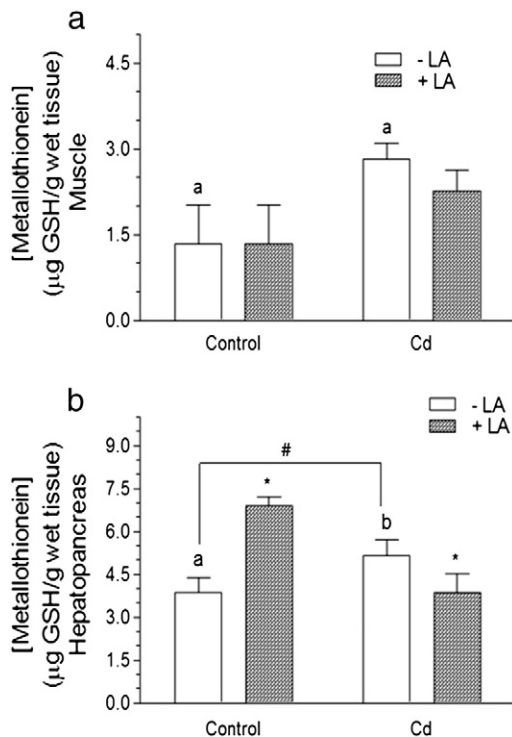 a
[Metallothionein]
(µg GSH/g wet tissue)
Muscle
4.5
3.0
1.5
0.0
- LA
+ LA
a
a
Control
Cd
b
[Metallothionein]
(µg GSH/g wet tissue)
Hepatopancreas
9.0
7.5
6.0
4.5
3.0
1.5
0.0
- LA
+ LA
#
*
a
b
*
Control
Cd